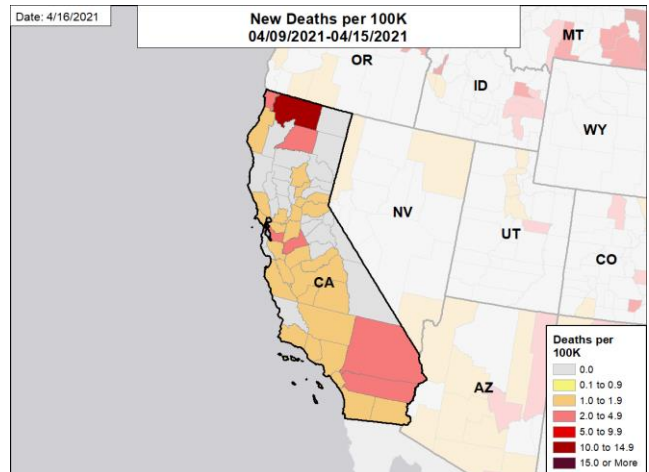 Date: 4/16/2021
New Deaths per 100K
04/09/2021-04/15/2021
MT
OR
ID
WY
NV
UT
CO
CA
AZ
Deaths per
100K
0.0
0.1 to 0.9
1.0 to 1.9
2.0 to 4.9
5.0 to 9.9
10.0 to 14.9
15.0 or More